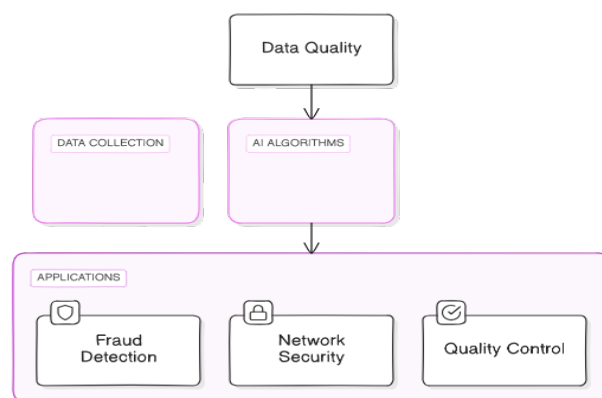 Data Quality
DATA COLLECTION
AI ALGORITHMS
APPLICATIONS
Fraud
Detection
Network
Security
Quality Control